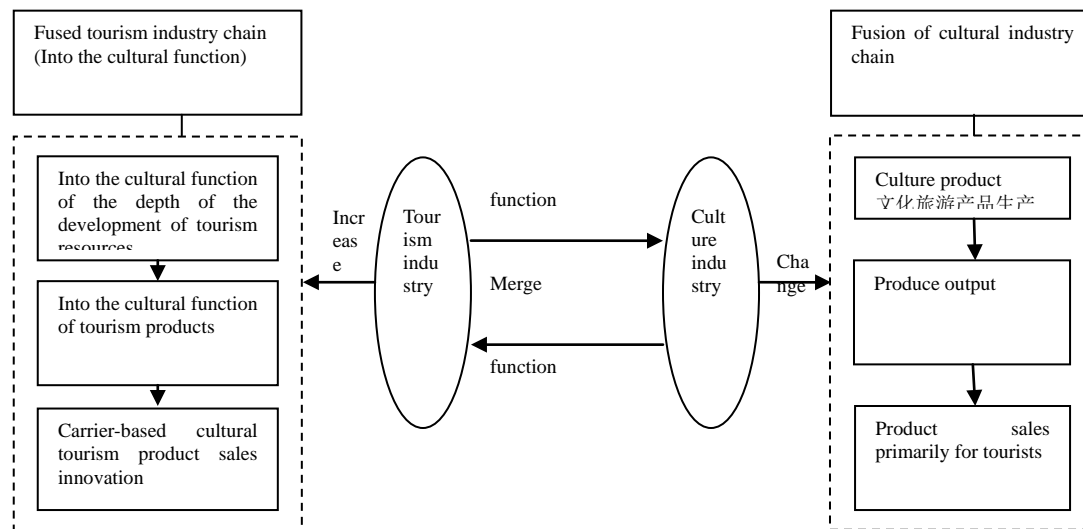 Fused tourism industry chain
(Into the cultural function)
Into the cultural function
of the depth of the
development of tourism
resources
Into the cultural function
of tourism products
Carrier-based cultural
tourism product sales
innovation
Incr
eas
e
Tour
ism
indu
stry
function
Merge
function
Cult
ure
indu
stry
Cha
nge
Fusion of cultural industry
chain
Culture product
文化旅游产品生产
Produce output
Product sales
primarily for tourists